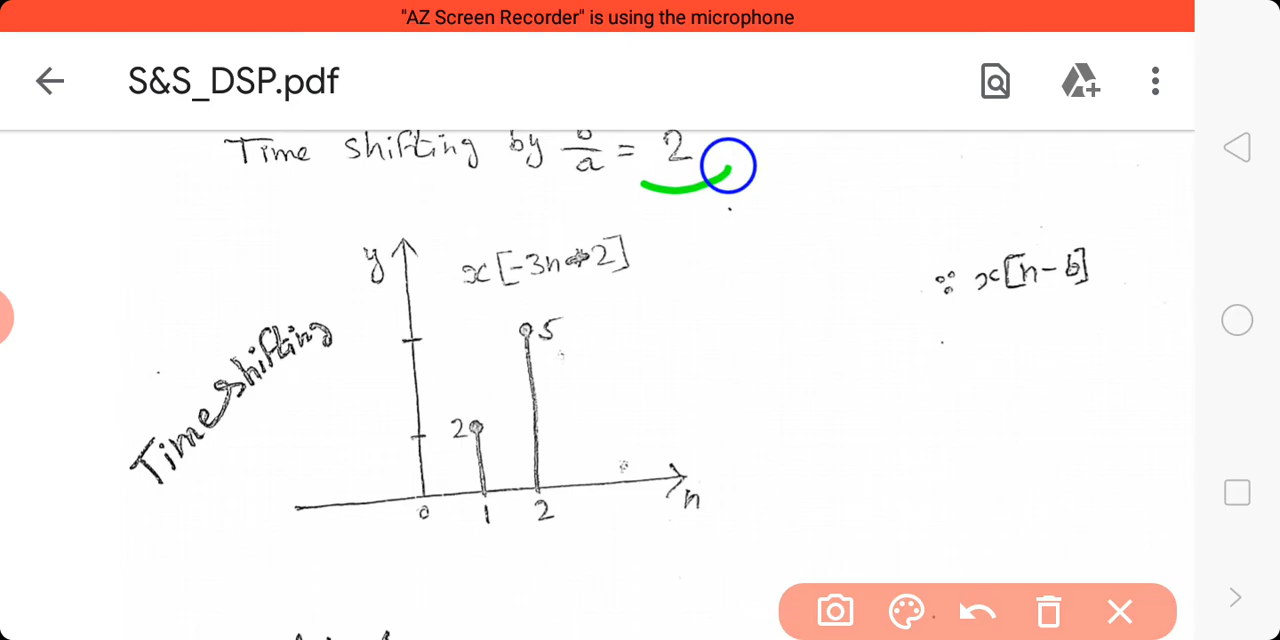 "AZ Screen Recorder" is using the microphone
S&S_DSP.pdf
Time shifting by b/a = 2
y
x[-3n+2]
∵ x[n-b]
Time shifting
5
2
0 1 2 n